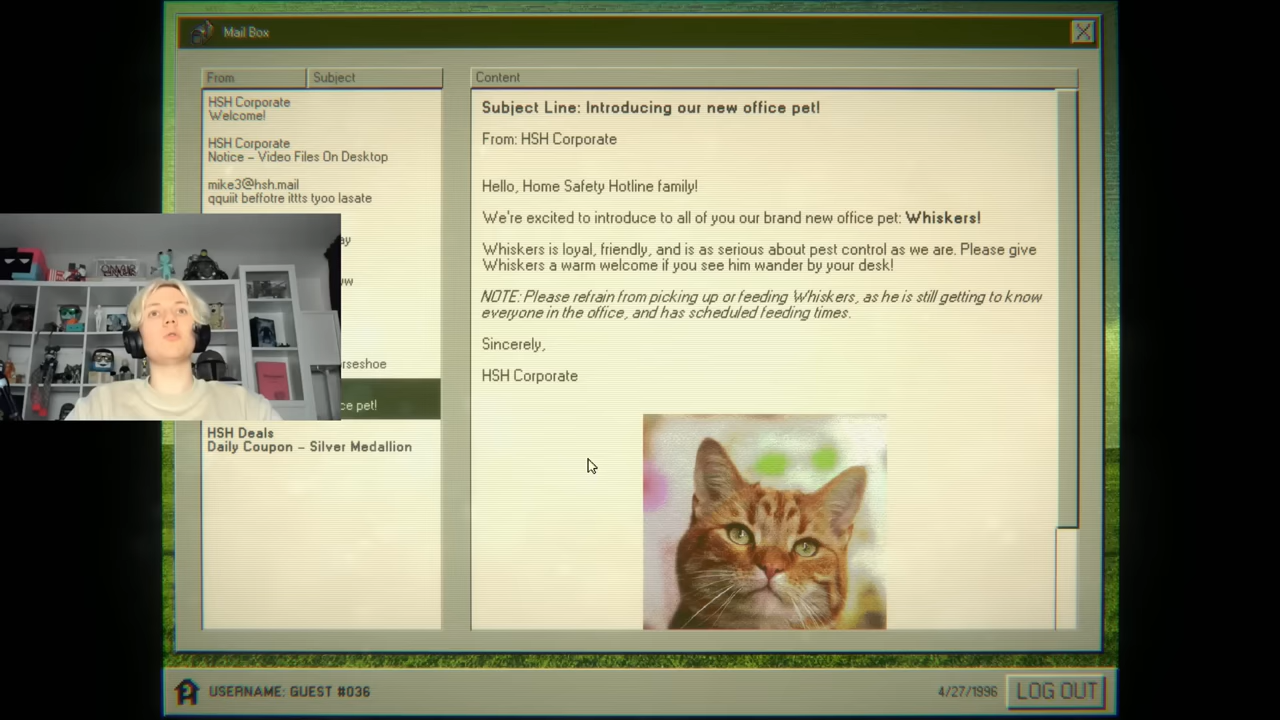 Mail Box
From
Subject
Content
HSH Corporate
Welcome!
HSH Corporate
Notice – Video Files On Desktop
mike3@hsh.mail
qquiit beffotre ittts tyoo lasate
HSH Deals
Daily Coupon – Silver Medallion
Subject Line: Introducing our new office pet!
From: HSH Corporate
Hello, Home Safety Hotline family!
We're excited to introduce to all of you our brand new office pet: Whiskers!
Whiskers is loyal, friendly, and is as serious about pest control as we are. Please give
Whiskers a warm welcome if you see him wander by your desk!
NOTE: Please refrain from picking up or feeding Whiskers, as he is still getting to know
everyone in the office, and has scheduled feeding times.
Sincerely,
HSH Corporate
USERNAME: GUEST #036
4/27/1996
LOG OUT